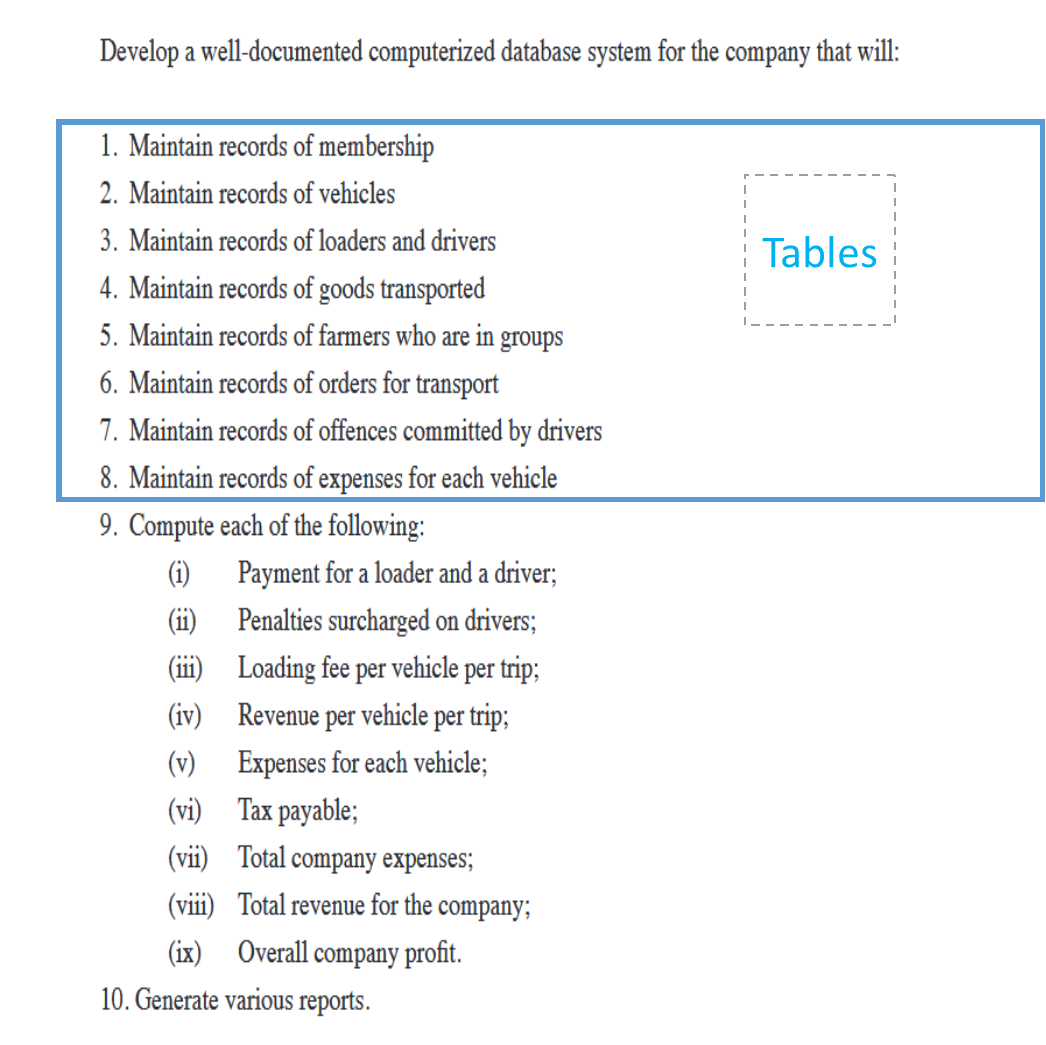 Develop a well-documented computerized database system for the company that will:
1. Maintain records of membership
2. Maintain records of vehicles
3. Maintain records of loaders and drivers
Tables
4. Maintain records of goods transported
5. Maintain records of farmers who are in groups
6. Maintain records of orders for transport
7. Maintain records of offences committed by drivers
8. Maintain records of expenses for each vehicle
9. Compute each of the following:
(i) Payment for a loader and a driver;
(ii) Penalties surcharged on drivers;
(iii) Loading fee per vehicle per trip;
(iv) Revenue per vehicle per trip;
(v) Expenses for each vehicle;
(vi) Tax payable;
(vii) Total company expenses;
(viii) Total revenue for the company;
(ix) Overall company profit.
10. Generate various reports.